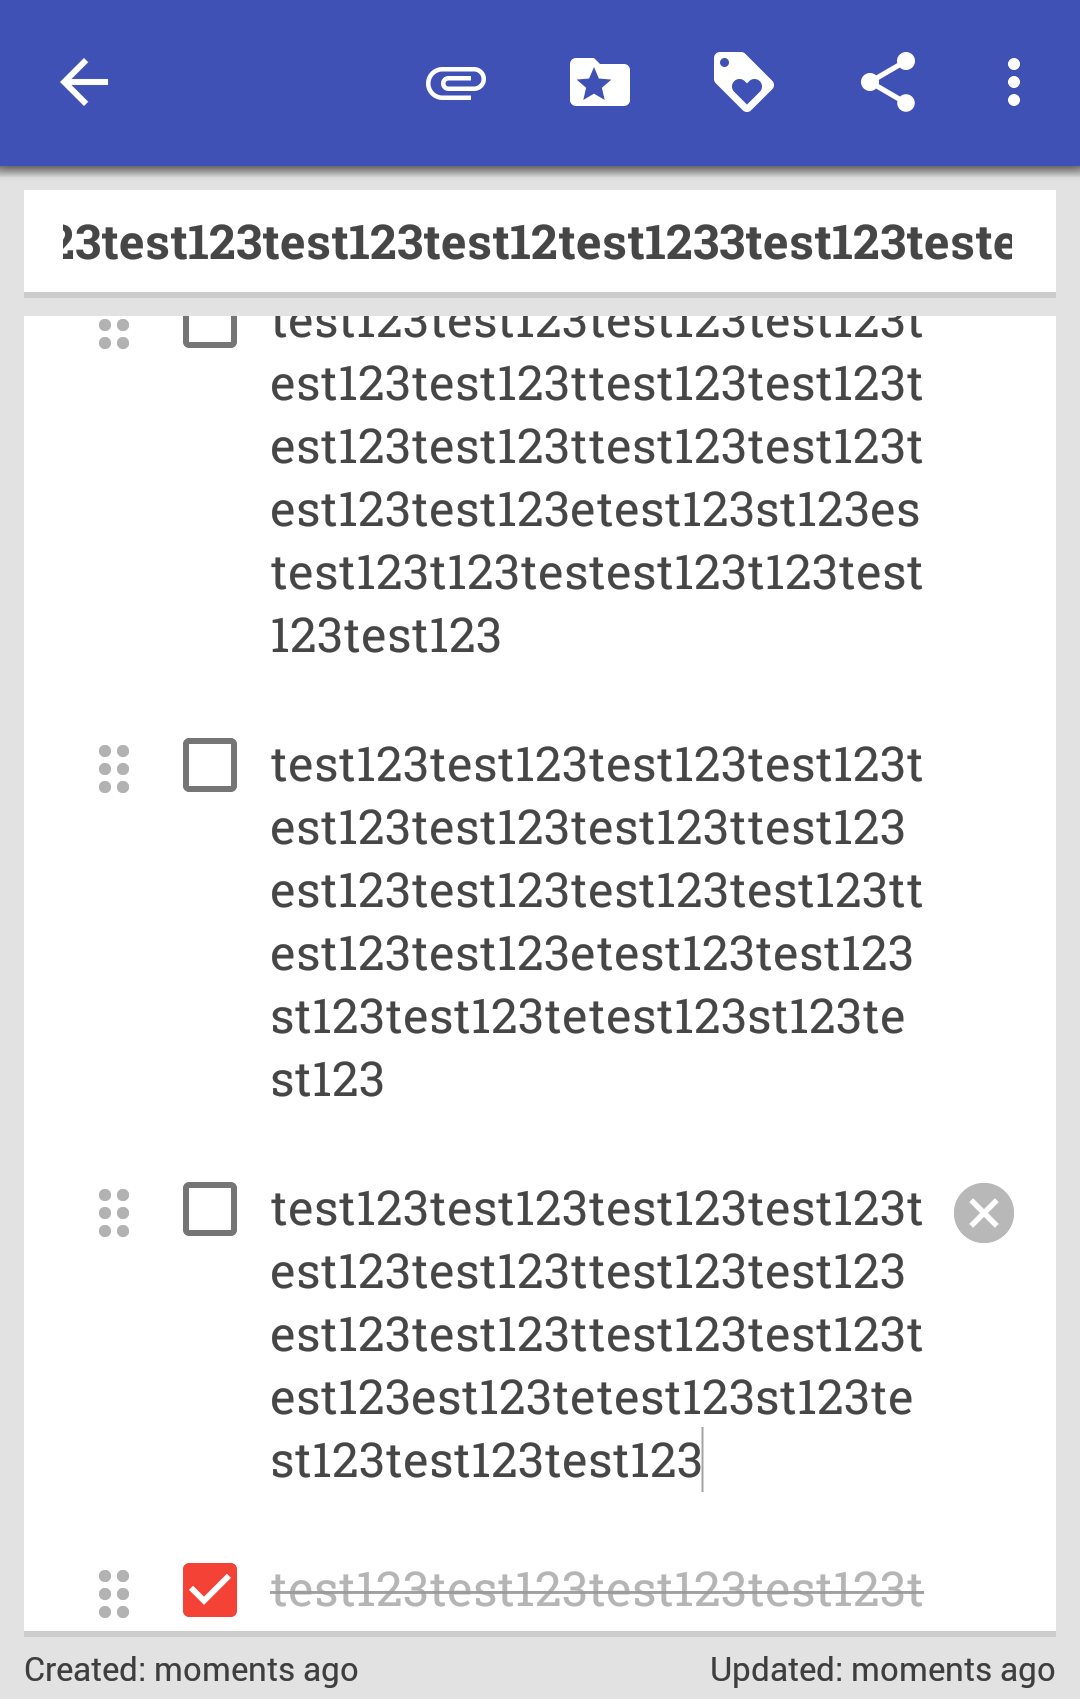 23test123test123test12test1233test123teste
test123test123test123test123t
est123test123ttest123test123t
est123test123ttest123test123t
est123test123etest123st123es
test123t123testest123t123test
123test123
test123test123test123test123t
est123test123test123ttest123
est123test123test123test123tt
est123test123etest123test123
st123test123tetest123st123te
st123
test123test123test123test123t
est123test123ttest123test123
est123test123ttest123test123t
est123est123tetest123st123te
st123test123test123
test123test123test123test123t
Created: moments ago
Updated: moments ago